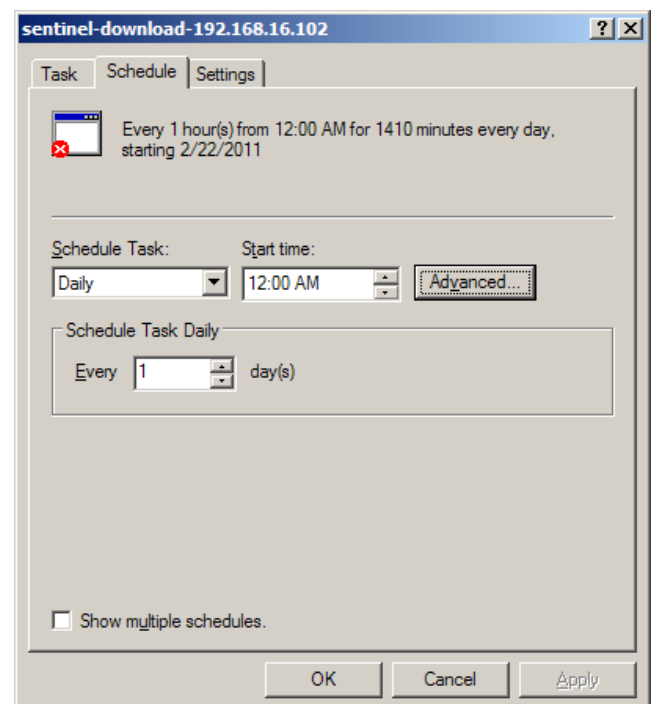 sentinel-download-192.168.16.102
Task Schedule Settings
Every 1 hour(s) from 12:00 AM for 1410 minutes every day,
starting 2/22/2011
Schedule Task: Start time:
Daily 12:00 AM Advanced...
Schedule Task Daily
Every 1 day(s)
Show multiple schedules.
OK Cancel Apply